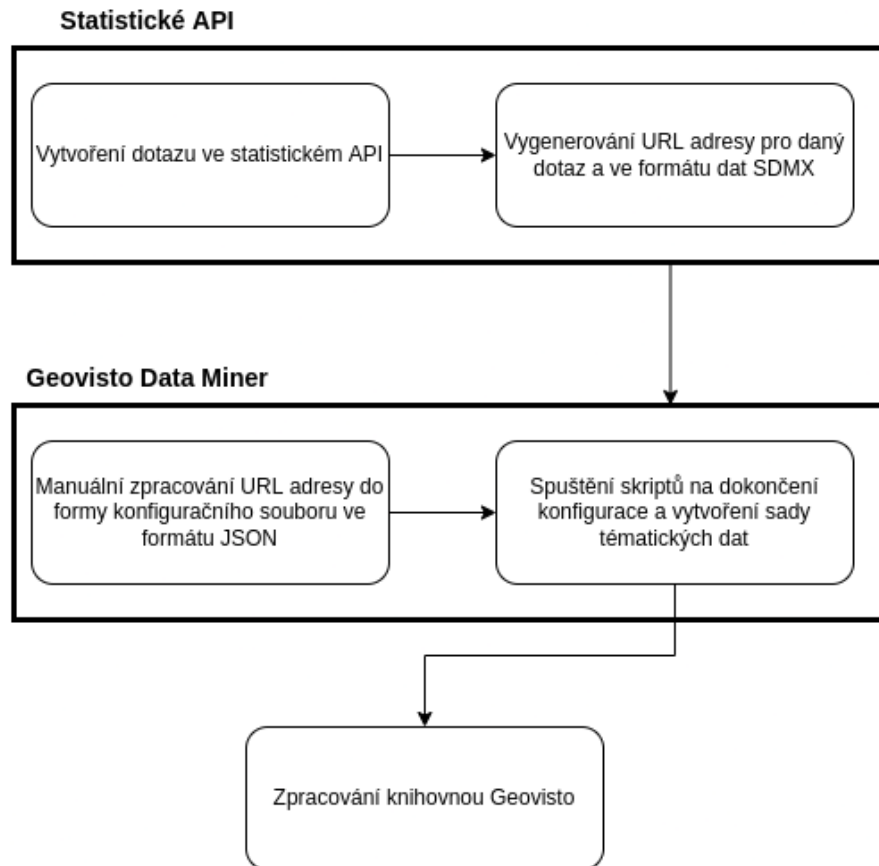 Statistické API
Vytvoření dotazu ve statistickém API
Vygenerování URL adresy pro daný
dotaz a ve formátu dat SDMX
Geovisto Data Miner
Manuální zpracování URL adresy do
formy konfiguračního souboru ve
formátu JSON
Spuštění skriptů na dokončení
konfigurace a vytvoření sady
tématických dat
Zpracování knihovnou Geovisto